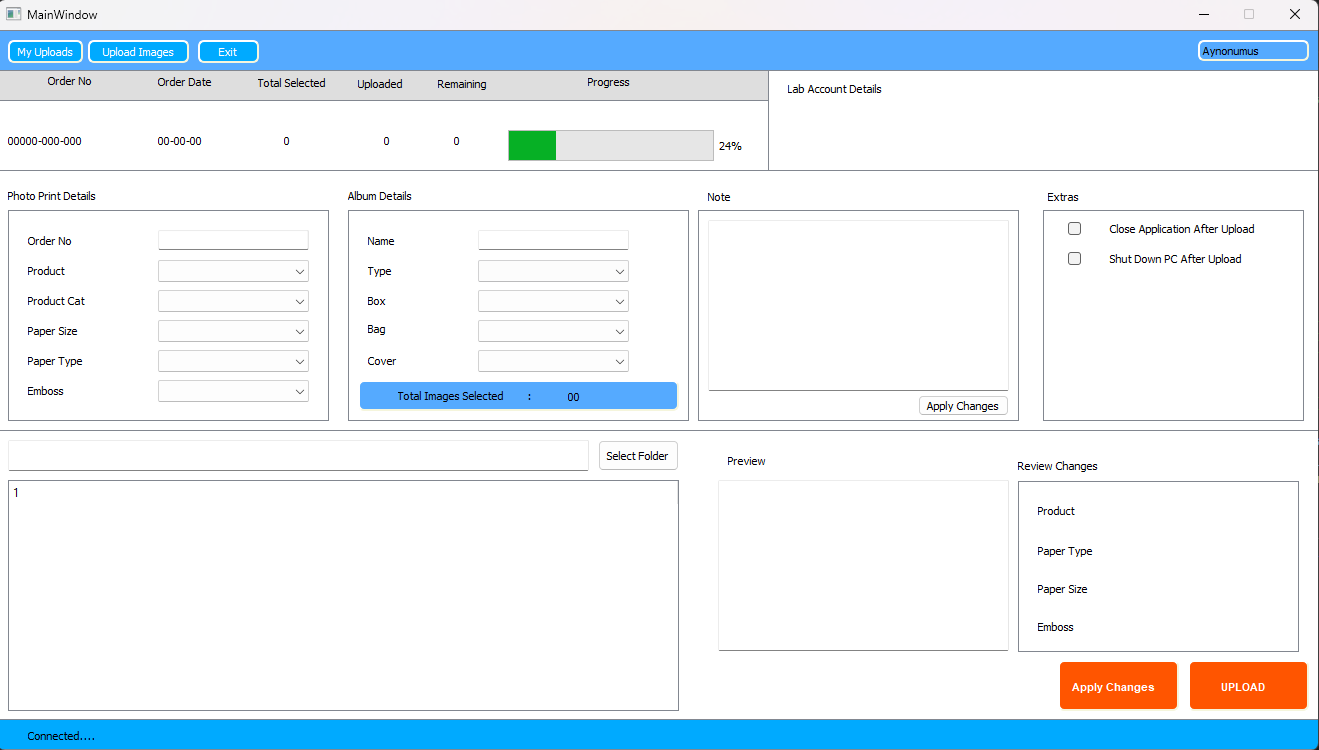 MainWindow
My Uploads Upload Images Exit Aynonumus
Order No Order Date Total Selected Uploaded Remaining Progress
Lab Account Details
00000-000-000 00-00-00 0 0 0 24%
Photo Print Details Album Details Note Extras
Order No Name Close Application After Upload
Product Type Shut Down PC After Upload
Product Cat Box
Paper Size Bag
Paper Type Cover
Emboss Total Images Selected : 00
Apply Changes
Select Folder Preview Review Changes
1
Product
Paper Type
Paper Size
Emboss
Apply Changes UPLOAD
Connected....